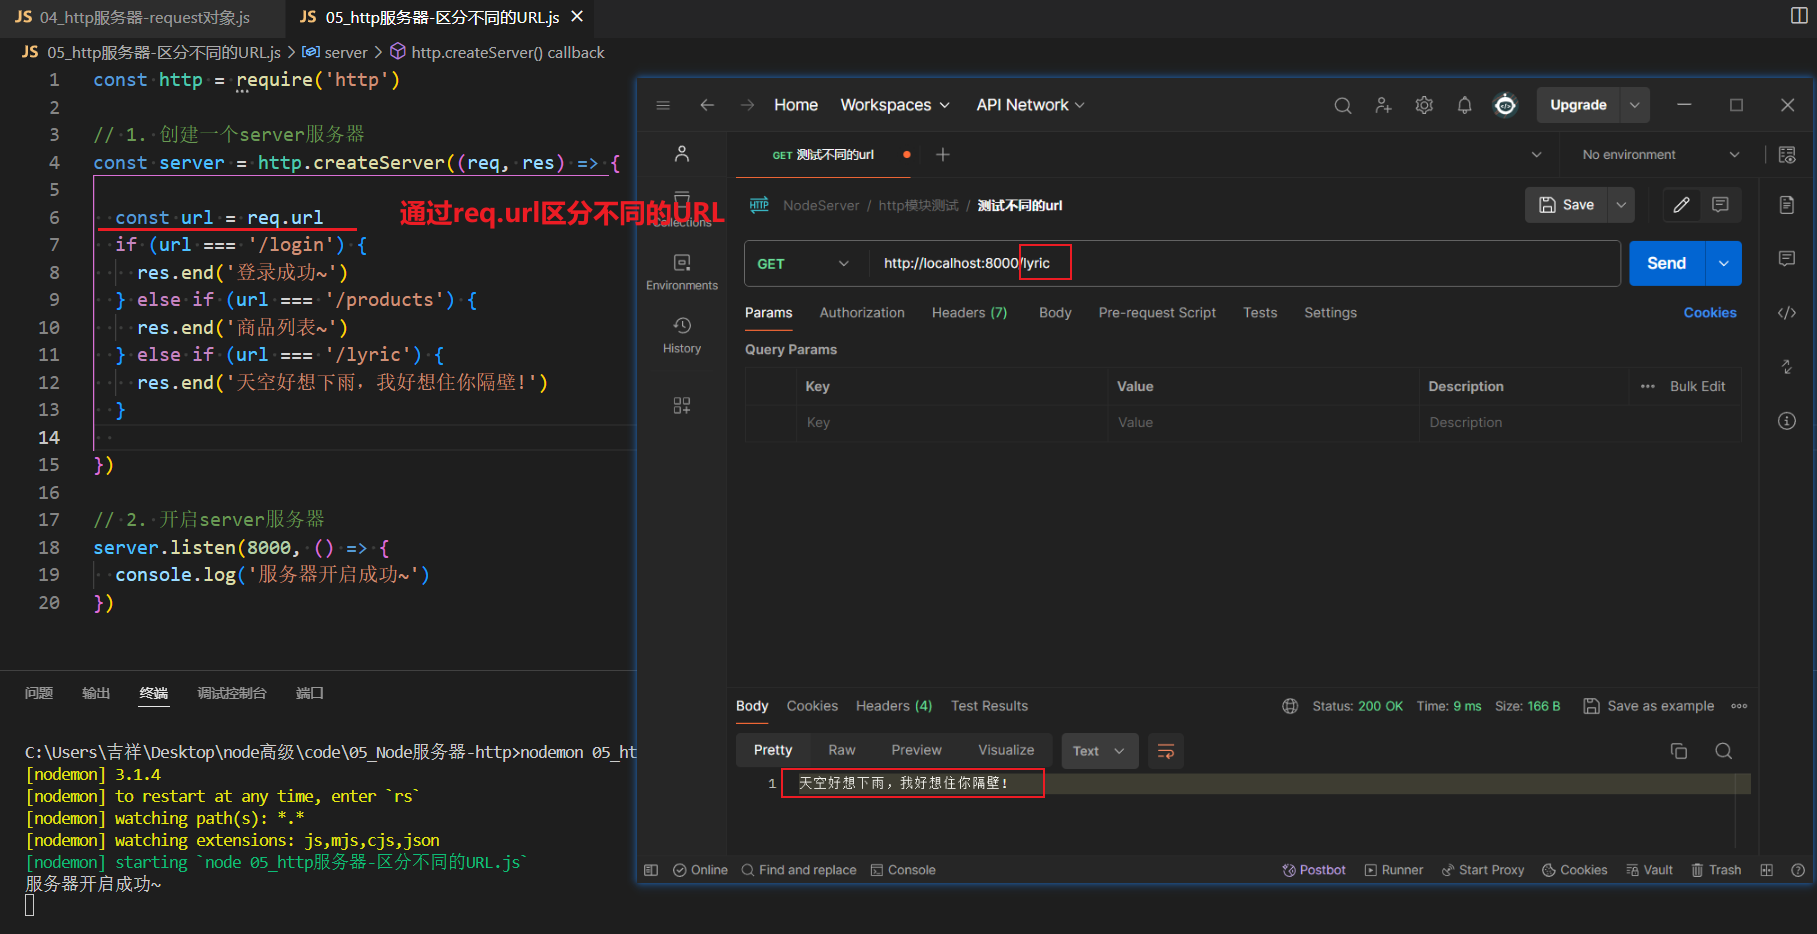 JS 04_http服务器-request对象.js
JS 05_http服务器-区分不同的URL.js
JS 05_http服务器-区分不同的URL.js > server > http.createServer() callback
1 const http = require('http')
2
3 // 1. 创建一个server服务器
4 const server = http.createServer((req, res) => {
5
6 const url = req.url
通过req.url区分不同的URL
7 if (url === '/login') {
8 res.end('登录成功~')
9 } else if (url === '/products') {
10 res.end('商品列表~')
11 } else if (url === '/lyric') {
12 res.end('天空好想下雨，我好想住你隔壁!')
13 }
14
15 })
16
17 // 2. 开启server服务器
18 server.listen(8000, () => {
19 console.log('服务器开启成功~')
20 })
问题 输出 终端 调试控制台 端口
C:\Users\吉祥\Desktop\node高级\code\05_Node服务器-http>nodemon 05_ht
[nodemon] 3.1.4
[nodemon] to restart at any time, enter `rs`
[nodemon] watching path(s): *.*
[nodemon] watching extensions: js,mjs,cjs,json
[nodemon] starting `node 05_http服务器-区分不同的URL.js`
服务器开启成功~
Home Workspaces API Network Upgrade
GET 测试不同的url No environment
Collections
Environments
History
HTTP NodeServer / http模块测试 / 测试不同的url Save
GET http://localhost:8000/lyric Send
Params Authorization Headers (7) Body Pre-request Script Tests Settings Cookies
Query Params
Key Value Description Bulk Edit
Key Value Description
Body Cookies Headers (4) Test Results Status: 200 OK Time: 9 ms Size: 166 B Save as example
Pretty Raw Preview Visualize Text
1 天空好想下雨，我好想住你隔壁!
Online Find and replace Console Postbot Runner Start Proxy Cookies Vault Trash